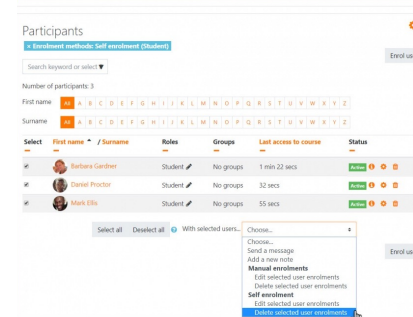 Participants
× Enrolment methods: Self enrolment (Student)
Enrol us
Search keyword or select ▼
Number of participants: 3
First name All A B C D E F G H I J K L M N O P Q R S T U V W X Y Z
Surname All A B C D E F G H I J K L M N O P Q R S T U V W X Y Z
Select First name / Surname Roles Groups Last access to course Status
Barbara Gardner Student No groups 1 min 22 secs Active
Daniel Proctor Student No groups 32 secs Active
Mark Ellis Student No groups 55 secs Active
Select all Deselect all With selected users... Choose...
Choose...
Send a message
Add a new note
Enrol us
Manual enrolments
Edit selected user enrolments
Delete selected user enrolments
Self enrolment
Edit selected user enrolments
Delete selected user enrolments